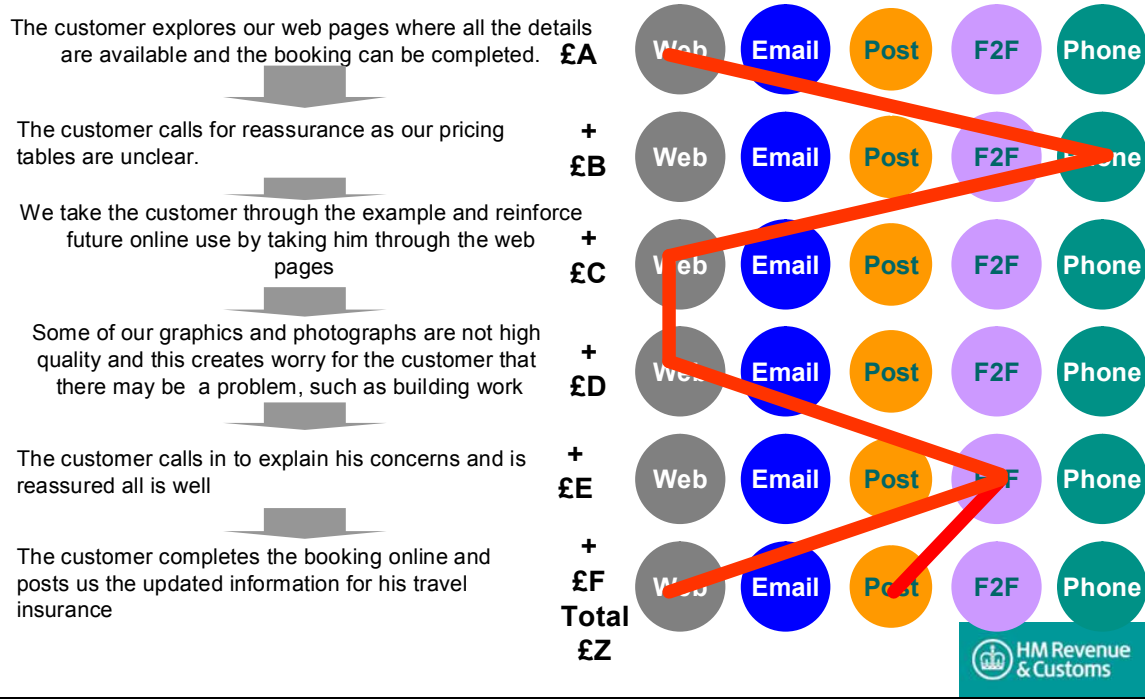 The customer explores our web pages where all the details
are available and the booking can be completed. £A
Web Email Post F2F Phone
The customer calls for reassurance as our pricing
tables are unclear.
+
£B
Web Email Post F2F Phone
We take the customer through the example and reinforce
future online use by taking him through the web
pages
+
£C
Web Email Post F2F Phone
Some of our graphics and photographs are not high
quality and this creates worry for the customer that
there may be a problem, such as building work
+
£D
Web Email Post F2F Phone
The customer calls in to explain his concerns and is
reassured all is well
+
£E
Web Email Post F2F Phone
The customer completes the booking online and
posts us the updated information for his travel
insurance
+
£F
Total
£Z
Web Email Post F2F Phone
HM Revenue
& Customs